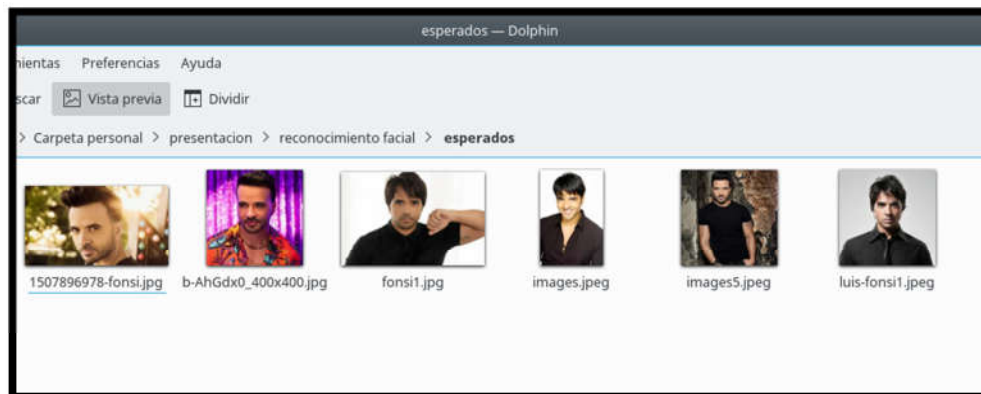 esperados — Dolphin
mientas Preferencias Ayuda
scar Vista previa Dividir
> Carpeta personal > presentacion > reconocimiento facial > esperados
1507896978-fonsi.jpg b-AhGdx0_400x400.jpg fonsi1.jpg images.jpeg images5.jpeg luis-fonsi1.jpeg